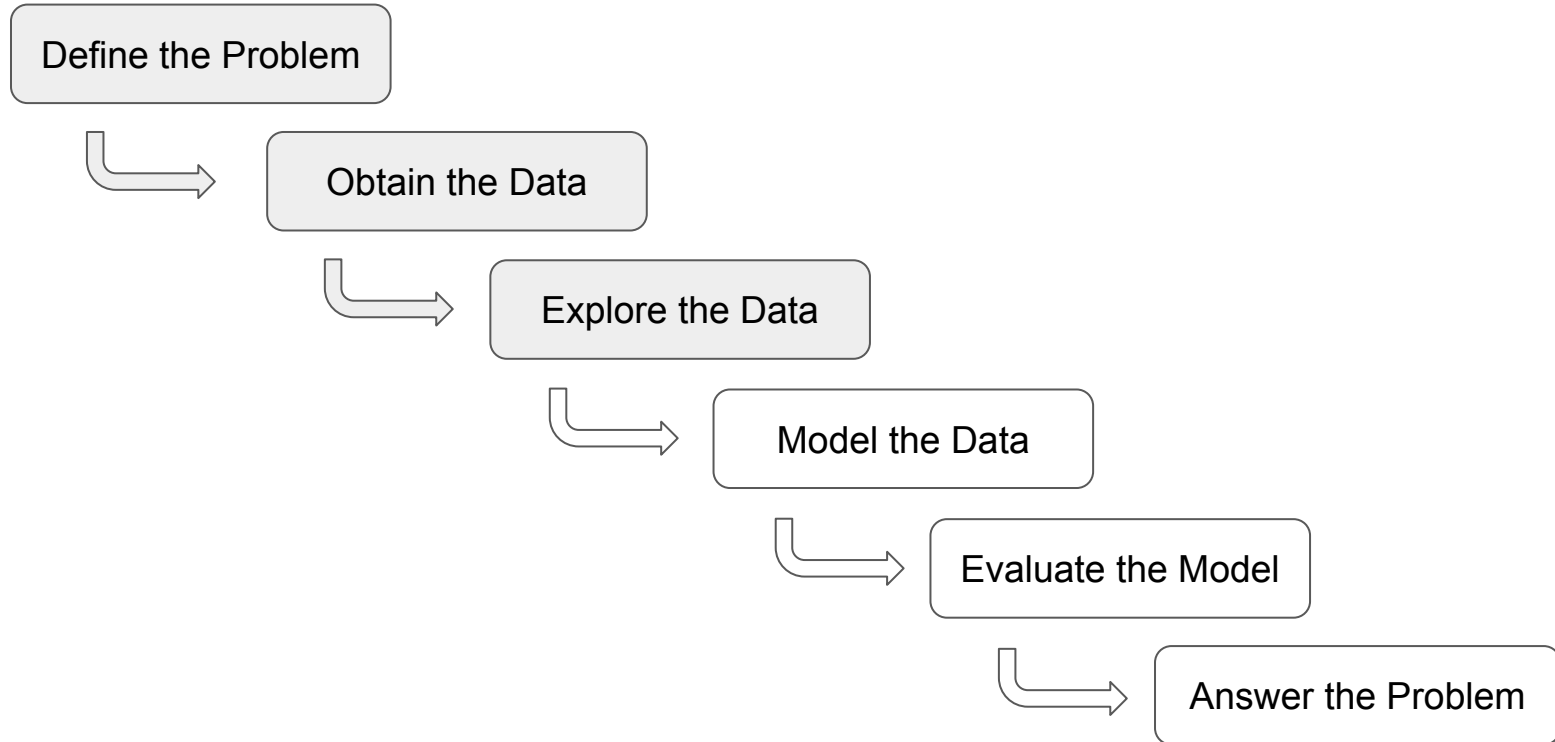 Define the Problem
Obtain the Data
Explore the Data
Model the Data
Evaluate the Model
Answer the Problem